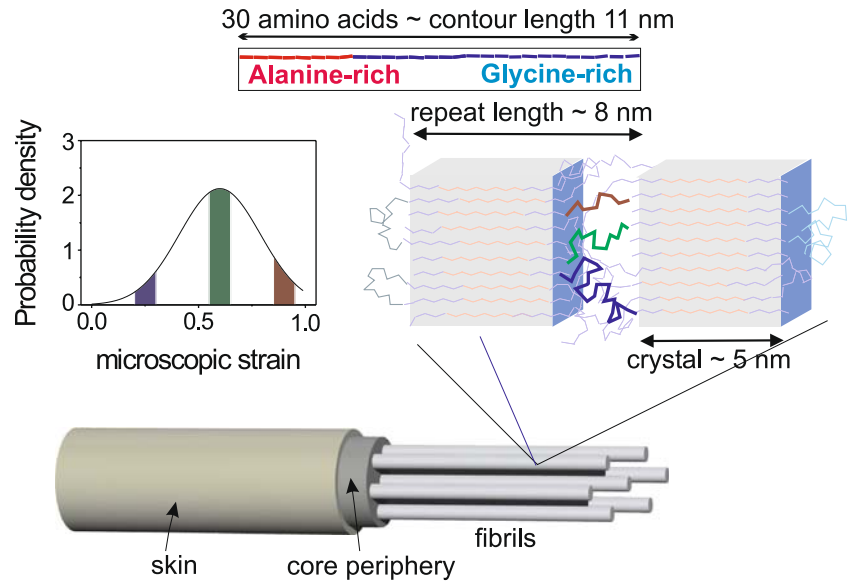 30 amino acids ~ contour length 11 nm
Alanine-rich Glycine-rich
repeat length ~ 8 nm
Probability density
3
2
1
0
0.0 0.5 1.0
microscopic strain
crystal ~ 5 nm
skin
core periphery
fibrils